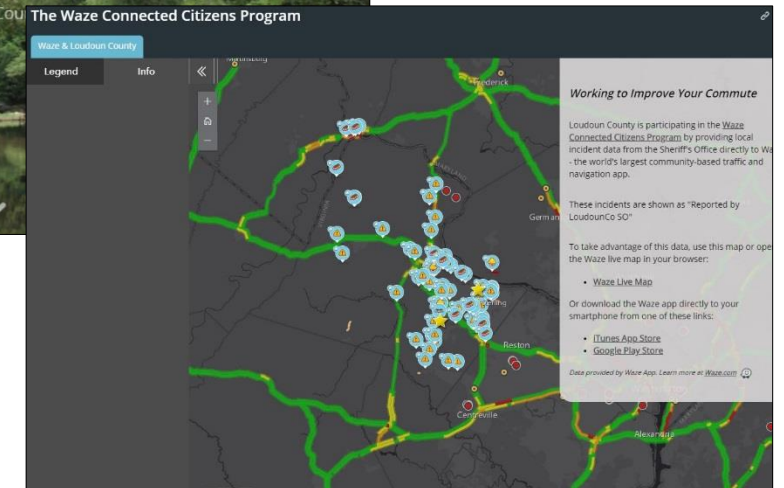 The Waze Connected Citizens Program
Waze & Loudoun County
Legend Info
Frederick
MARYLAND
Sterling
Reston
Centreville
Alexandria
Working to Improve Your Commute
Loudoun County is participating in the Waze
Connected Citizens Program by providing local
incident data from the Sheriff's Office directly to Wa
- the world's largest community-based traffic and
navigation app.
These incidents are shown as "Reported by
LoudounCo SO"
To take advantage of this data, use this map or ope
the Waze live map in your browser:
• Waze Live Map
Or download the Waze app directly to your
smartphone from one of these links:
• iTunes App Store
• Google Play Store
Data provided by Waze App. Learn more at Waze.com